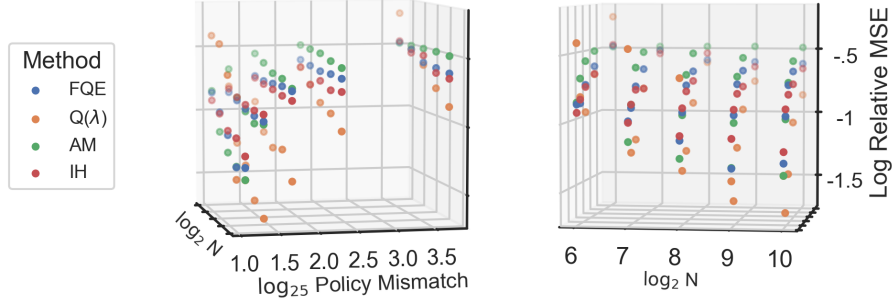 Method
FQE
Q(λ)
AM
IH
log₂ N
1.0 1.5 2.0 2.5 3.0 3.5
log₂₅ Policy Mismatch
6 7 8 9 10
log₂ N
-.5
-1
-1.5
Log Relative MSE